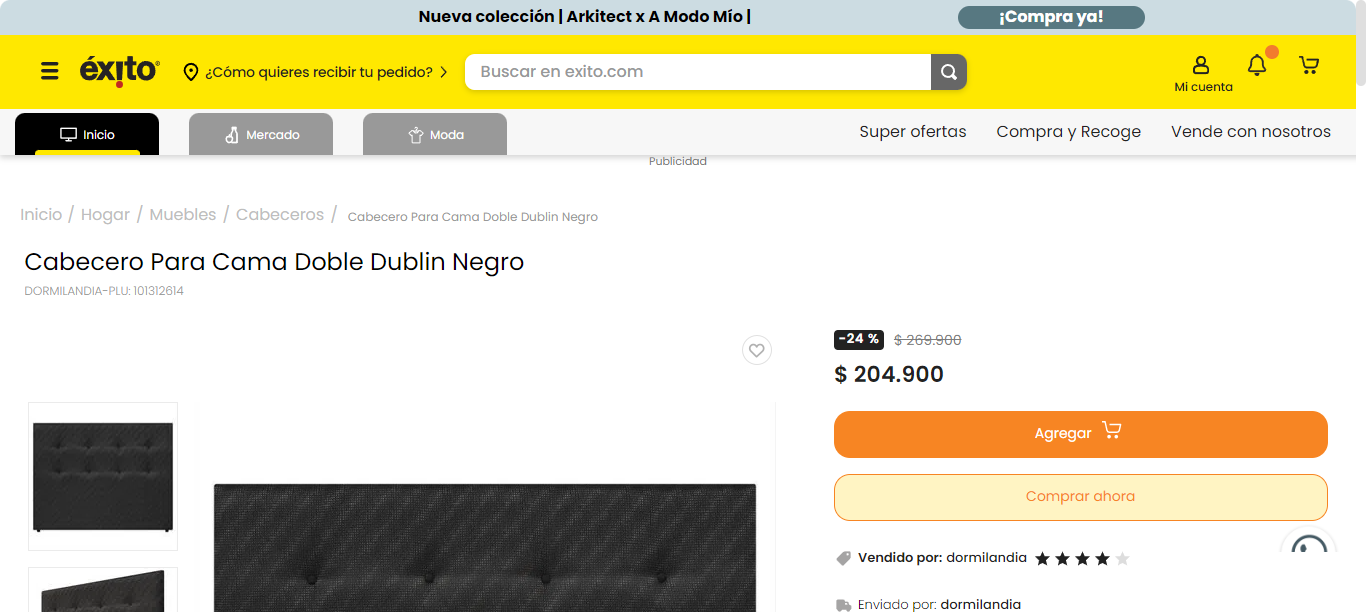 Nueva colección | Arkitect x A Modo Mío |
¡Compra ya!
éxito
¿Cómo quieres recibir tu pedido?
Buscar en exito.com
Mi cuenta
Inicio
Mercado
Moda
Super ofertas
Compra y Recoge
Vende con nosotros
Publicidad
Inicio / Hogar / Muebles / Cabeceros / Cabecero Para Cama Doble Dublin Negro
Cabecero Para Cama Doble Dublin Negro
DORMILANDIA-PLU: 101312614
-24 % $ 269.900
$ 204.900
Agregar
Comprar ahora
Vendido por: dormilandia
Enviado por: dormilandia